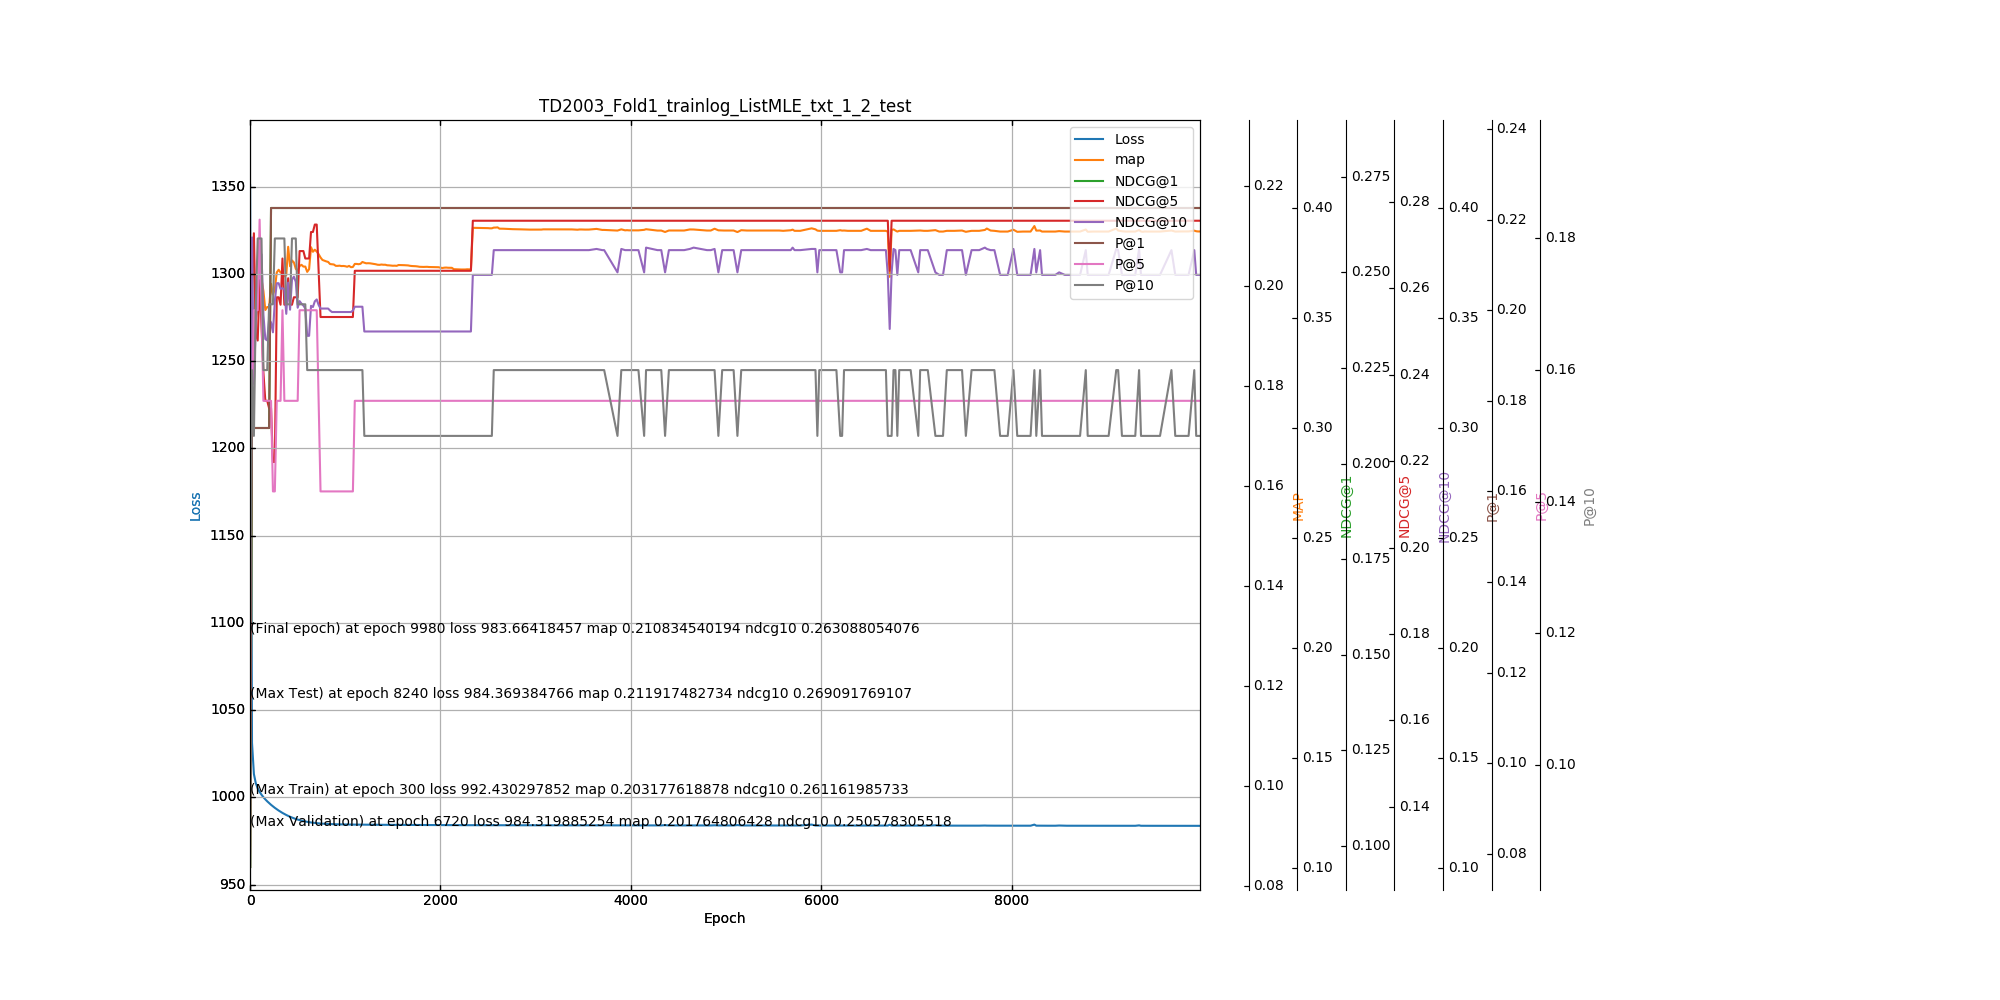 TD2003_Fold1_trainlog_ListMLE_txt_1_2_test
Loss
map
NDCG@1
NDCG@5
NDCG@10
P@1
P@5
P@10
1350
1300
1250
1200
1150
1100
1050
1000
950
Loss
(Final epoch) at epoch 9980 loss 983.66418457 map 0.210834540194 ndcg10 0.263088054076
(Max Test) at epoch 8240 loss 984.369384766 map 0.211917482734 ndcg10 0.269091769107
(Max Train) at epoch 300 loss 992.430297852 map 0.203177618878 ndcg10 0.261161985733
(Max Validation) at epoch 6720 loss 984.319885254 map 0.201764806428 ndcg10 0.250578305518
0 2000 4000 6000 8000
Epoch
0.22
0.20
0.18
0.16
0.14
0.12
0.10
0.08
MAP
0.40
0.35
0.30
0.25
0.20
0.15
0.10
NDCG@1
0.275
0.250
0.225
0.200
0.175
0.150
0.125
0.100
NDCG@5
0.28
0.26
0.24
0.22
0.20
0.18
0.16
0.14
NDCG@10
0.40
0.35
0.30
0.25
0.20
0.15
0.10
P@1
0.24
0.22
0.20
0.18
0.16
0.14
0.12
0.10
0.08
P@5
0.18
0.16
0.14
0.12
0.10
P@10